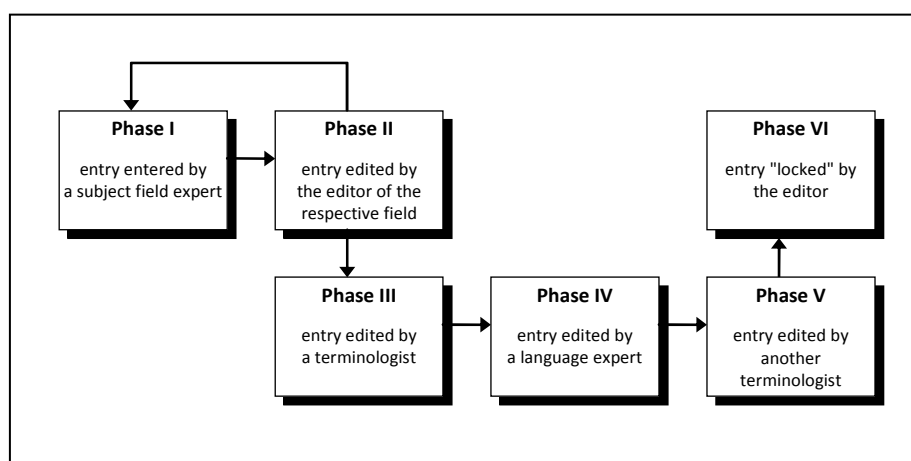 Phase I
entry entered by
a subject field expert
Phase II
entry edited by
the editor of the
respective field
Phase VI
entry "locked" by
the editor
Phase III
entry edited by
a terminologist
Phase IV
entry edited by
a language expert
Phase V
entry edited by
another
terminologist